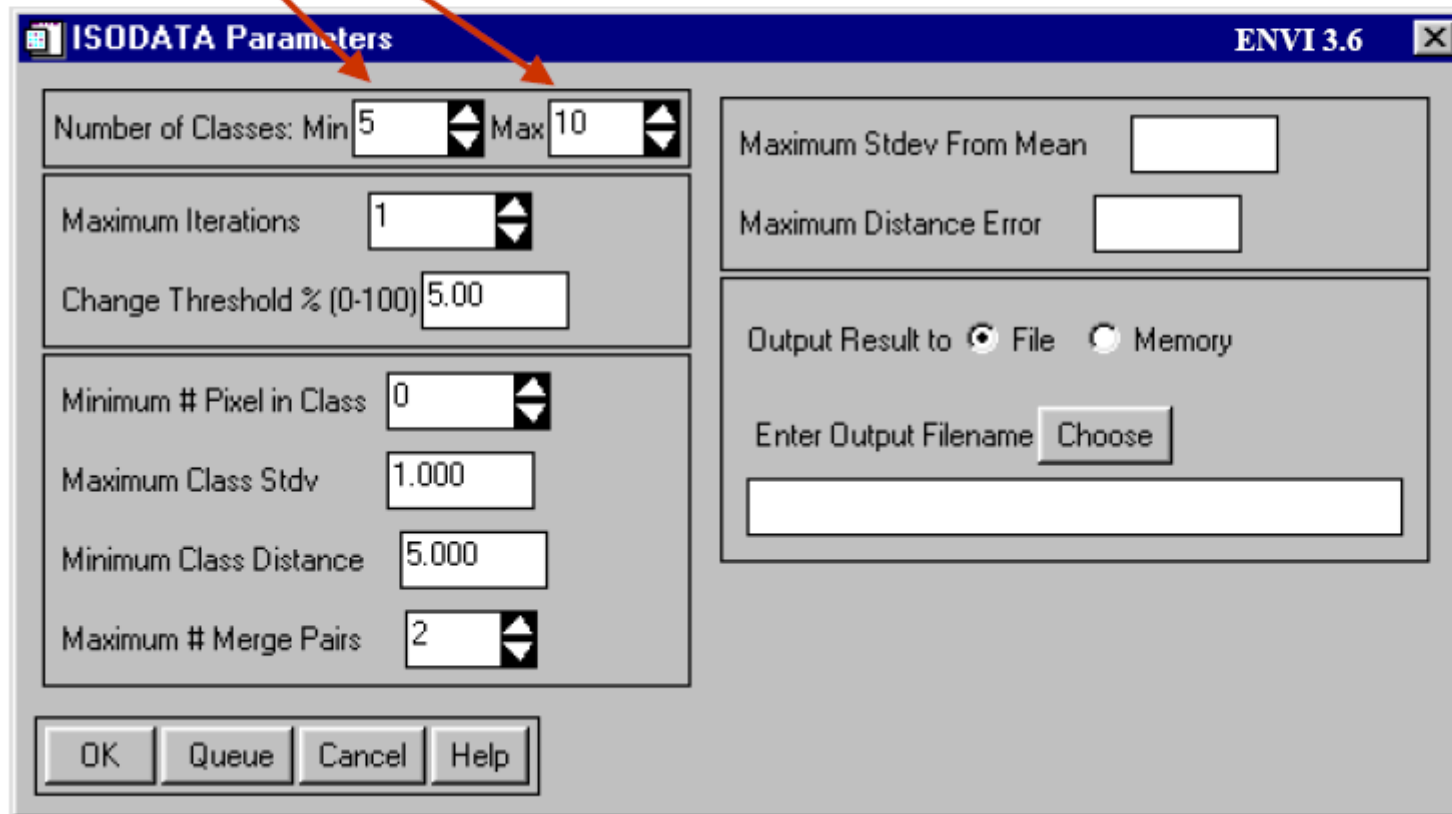 ISODATA Parameters ENVI 3.6
Number of Classes: Min 5 Max 10
Maximum Iterations 1
Change Threshold % (0-100) 5.00
Minimum # Pixel in Class 0
Maximum Class Stdv 1.000
Minimum Class Distance 5.000
Maximum # Merge Pairs 2
Maximum Stdev From Mean
Maximum Distance Error
Output Result to File Memory
Enter Output Filename Choose
OK Queue Cancel Help